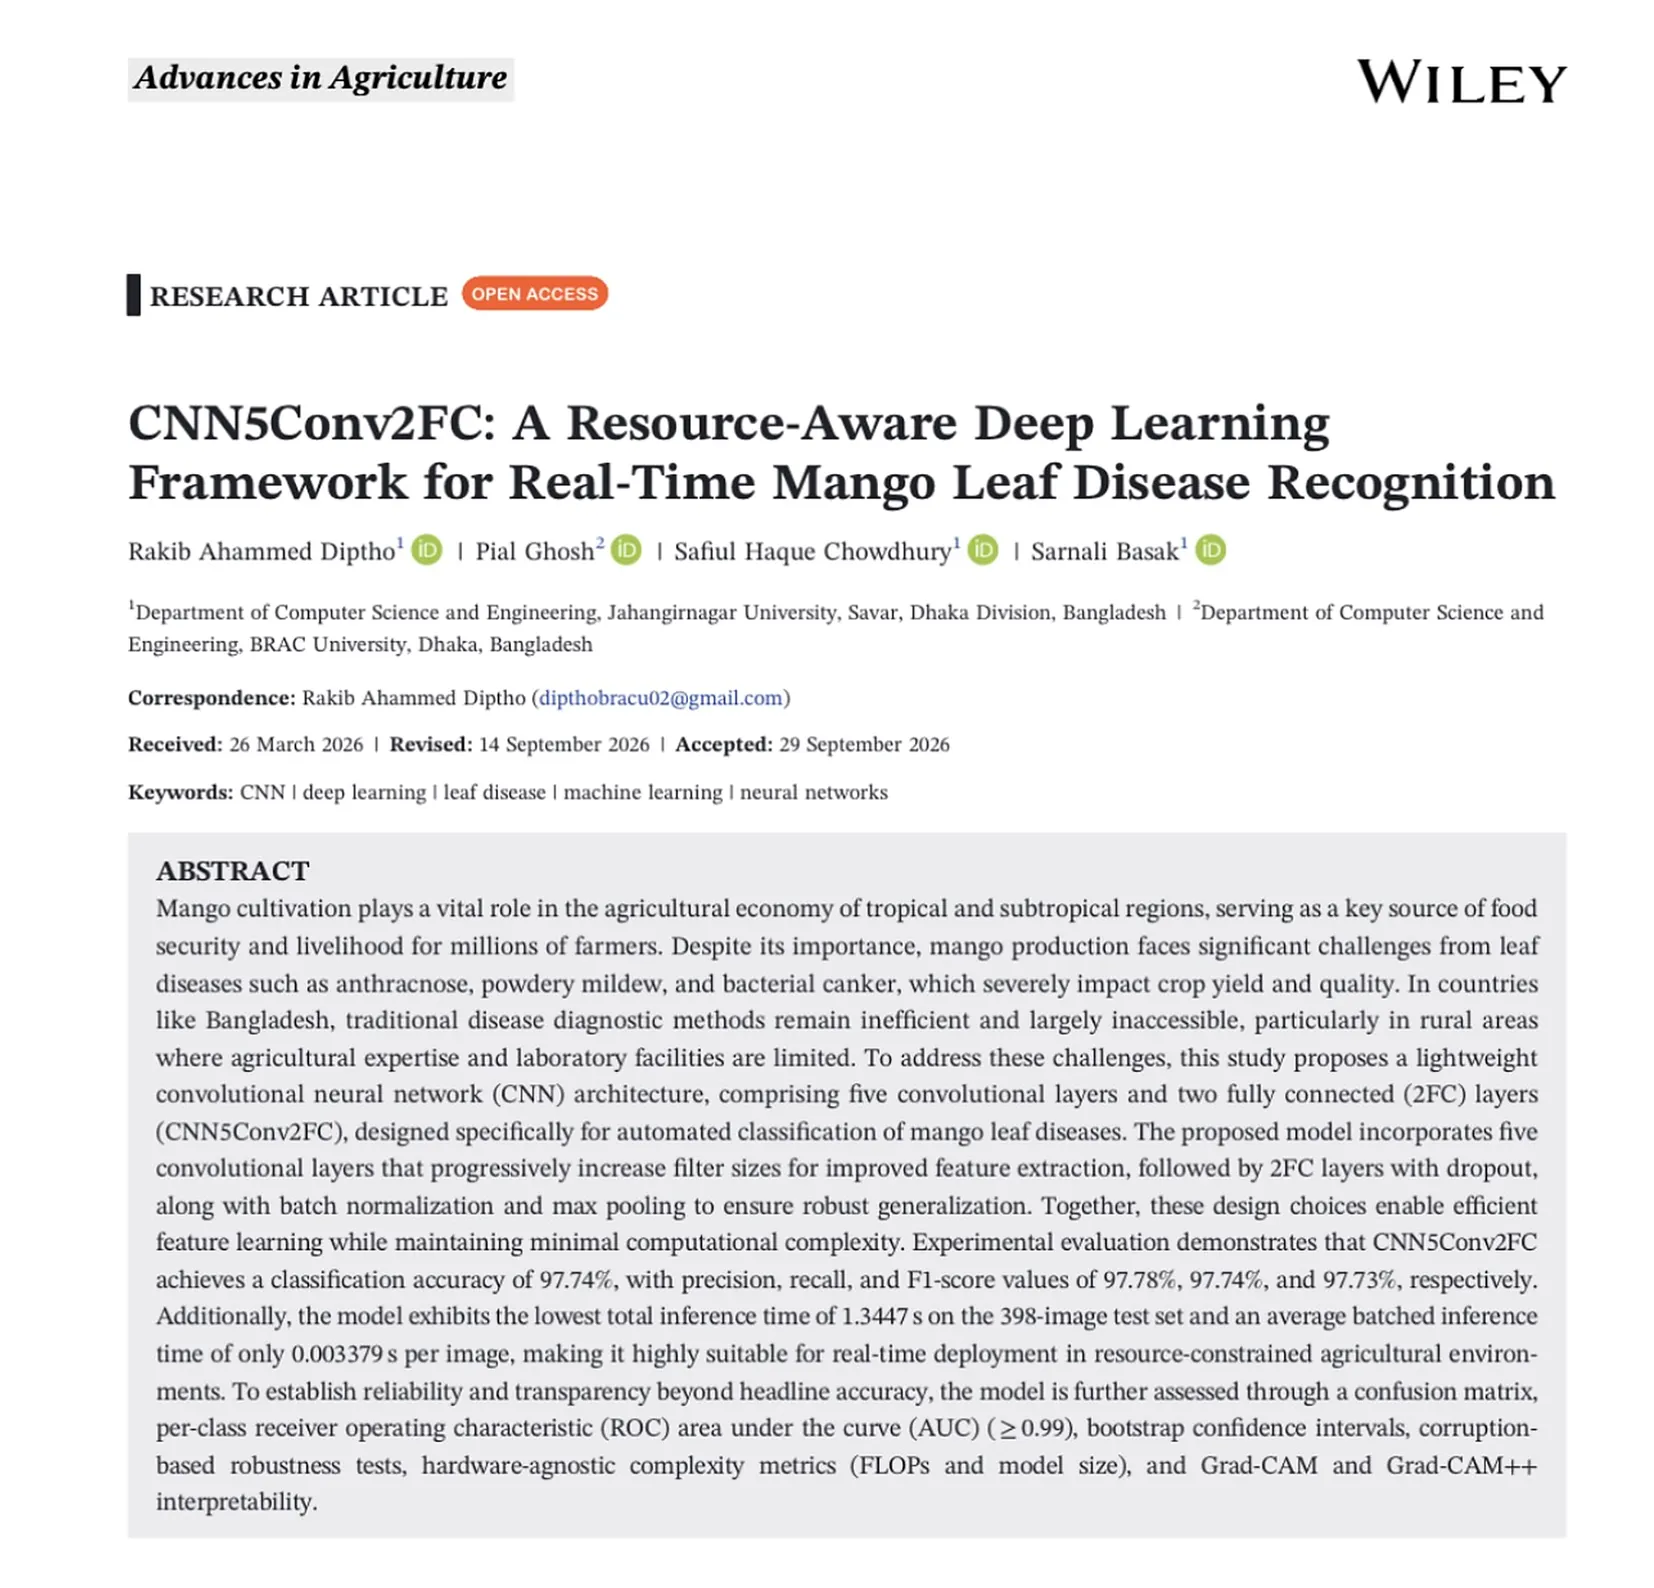 Advances in Agriculture
WILEY
RESEARCH ARTICLE OPEN ACCESS
CNN5Conv2FC: A Resource-Aware Deep Learning
Framework for Real-Time Mango Leaf Disease Recognition
Rakib Ahammed Diptho1 iD | Pial Ghosh2 iD | Safiul Haque Chowdhury1 iD | Sarnali Basak1 iD
1Department of Computer Science and Engineering, Jahangirnagar University, Savar, Dhaka Division, Bangladesh | 2Department of Computer Science and
Engineering, BRAC University, Dhaka, Bangladesh
Correspondence: Rakib Ahammed Diptho (dipthobracu02@gmail.com)
Received: 26 March 2026 | Revised: 14 September 2026 | Accepted: 29 September 2026
Keywords: CNN | deep learning | leaf disease | machine learning | neural networks
ABSTRACT
Mango cultivation plays a vital role in the agricultural economy of tropical and subtropical regions, serving as a key source of food
security and livelihood for millions of farmers. Despite its importance, mango production faces significant challenges from leaf
diseases such as anthracnose, powdery mildew, and bacterial canker, which severely impact crop yield and quality. In countries
like Bangladesh, traditional disease diagnostic methods remain inefficient and largely inaccessible, particularly in rural areas
where agricultural expertise and laboratory facilities are limited. To address these challenges, this study proposes a lightweight
convolutional neural network (CNN) architecture, comprising five convolutional layers and two fully connected (2FC) layers
(CNN5Conv2FC), designed specifically for automated classification of mango leaf diseases. The proposed model incorporates five
convolutional layers that progressively increase filter sizes for improved feature extraction, followed by 2FC layers with dropout,
along with batch normalization and max pooling to ensure robust generalization. Together, these design choices enable efficient
feature learning while maintaining minimal computational complexity. Experimental evaluation demonstrates that CNN5Conv2FC
achieves a classification accuracy of 97.74%, with precision, recall, and F1-score values of 97.78%, 97.74%, and 97.73%, respectively.
Additionally, the model exhibits the lowest total inference time of 1.3447 s on the 398-image test set and an average batched inference
time of only 0.003379 s per image, making it highly suitable for real-time deployment in resource-constrained agricultural environ-
ments. To establish reliability and transparency beyond headline accuracy, the model is further assessed through a confusion matrix,
per-class receiver operating characteristic (ROC) area under the curve (AUC) (≥0.99), bootstrap confidence intervals, corruption-
based robustness tests, hardware-agnostic complexity metrics (FLOPs and model size), and Grad-CAM and Grad-CAM++
interpretability.